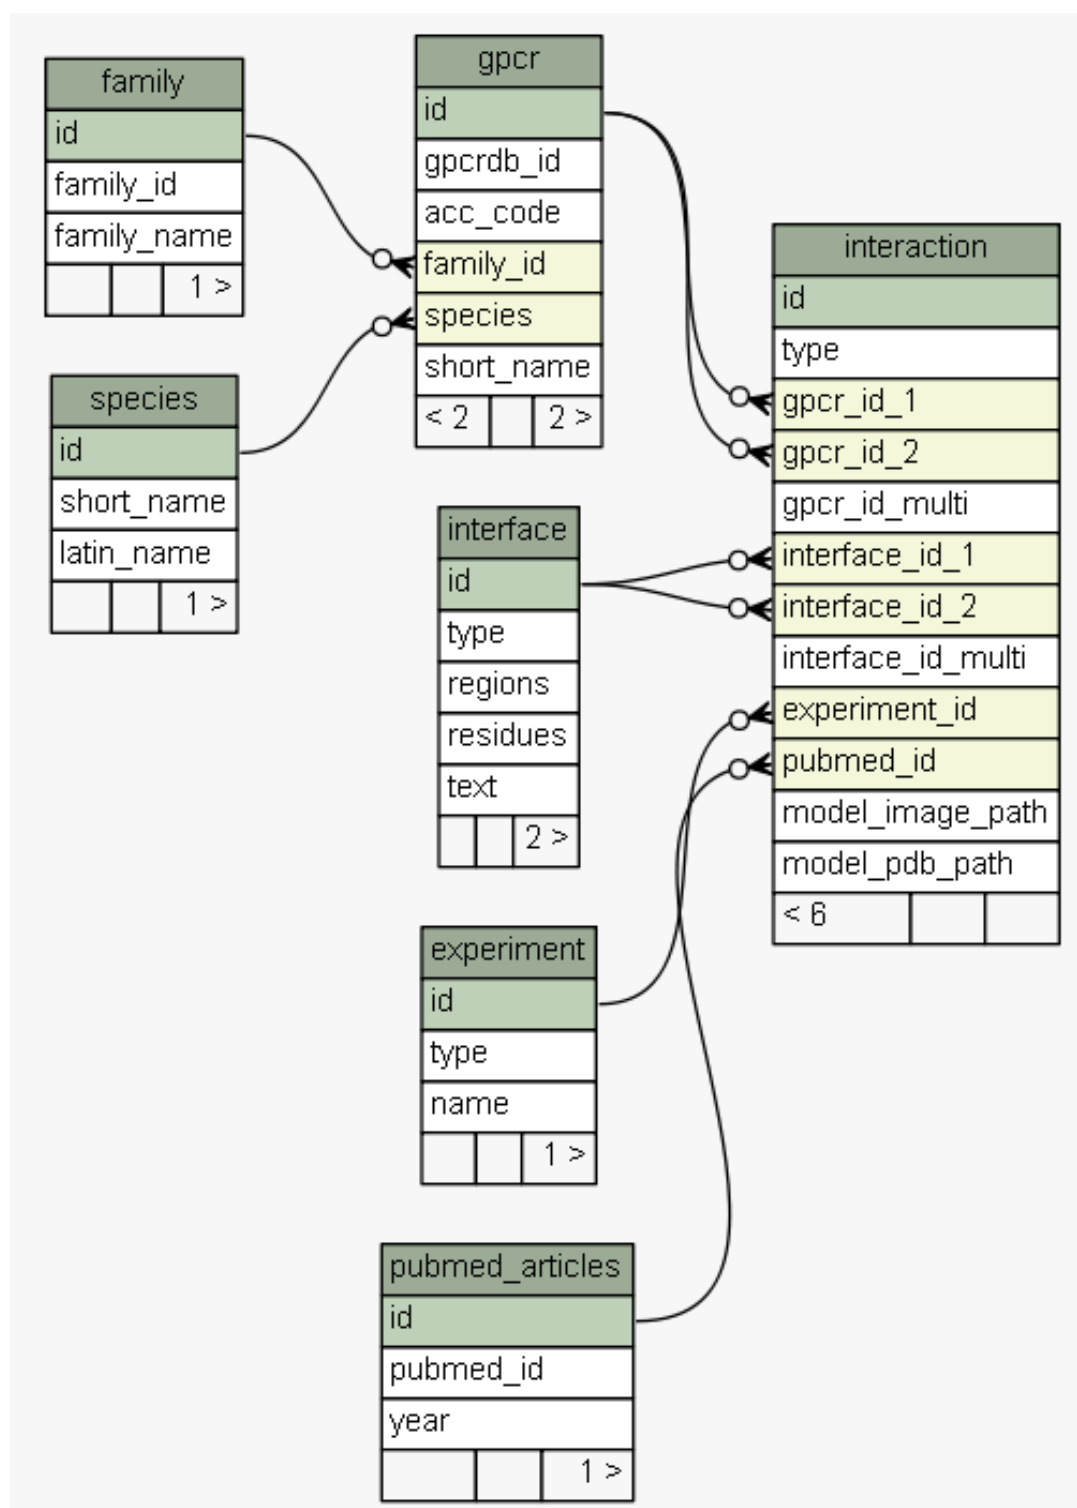 family
id
family_id
family_name
1 >
gpcr
id
gpcrdb_id
acc_code
family_id
species
short_name
< 2 2 >
species
id
short_name
latin_name
1 >
interface
id
type
regions
residues
text
2 >
interaction
id
type
gpcr_id_1
gpcr_id_2
gpcr_id_multi
interface_id_1
interface_id_2
interface_id_multi
experiment_id
pubmed_id
model_image_path
model_pdb_path
< 6
experiment
id
type
name
1 >
pubmed_articles
id
pubmed_id
year
1 >